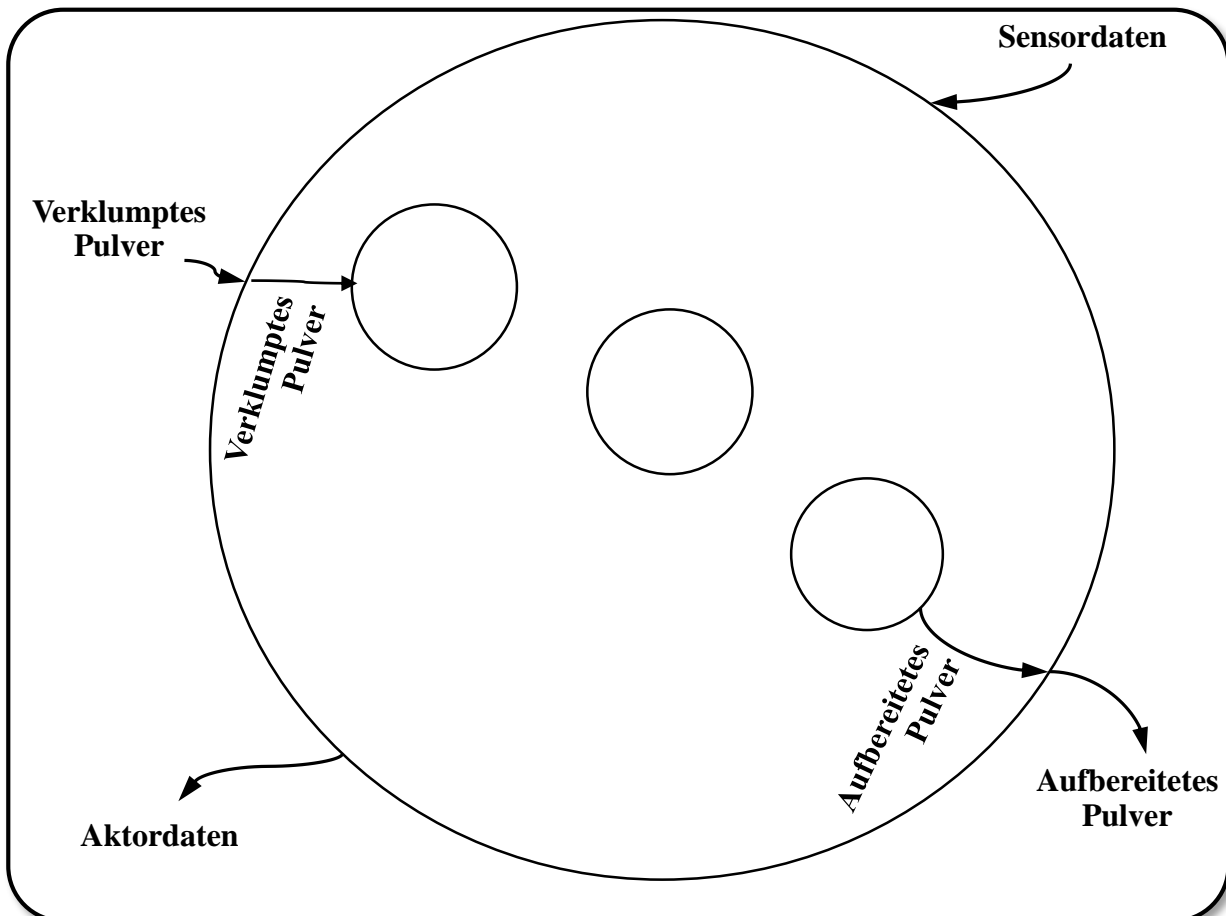 Sensordaten
Verklumptes
Pulver
Verklumptes
Pulver
Aufbereitetes
Pulver
Aufbereitetes
Pulver
Aktordaten